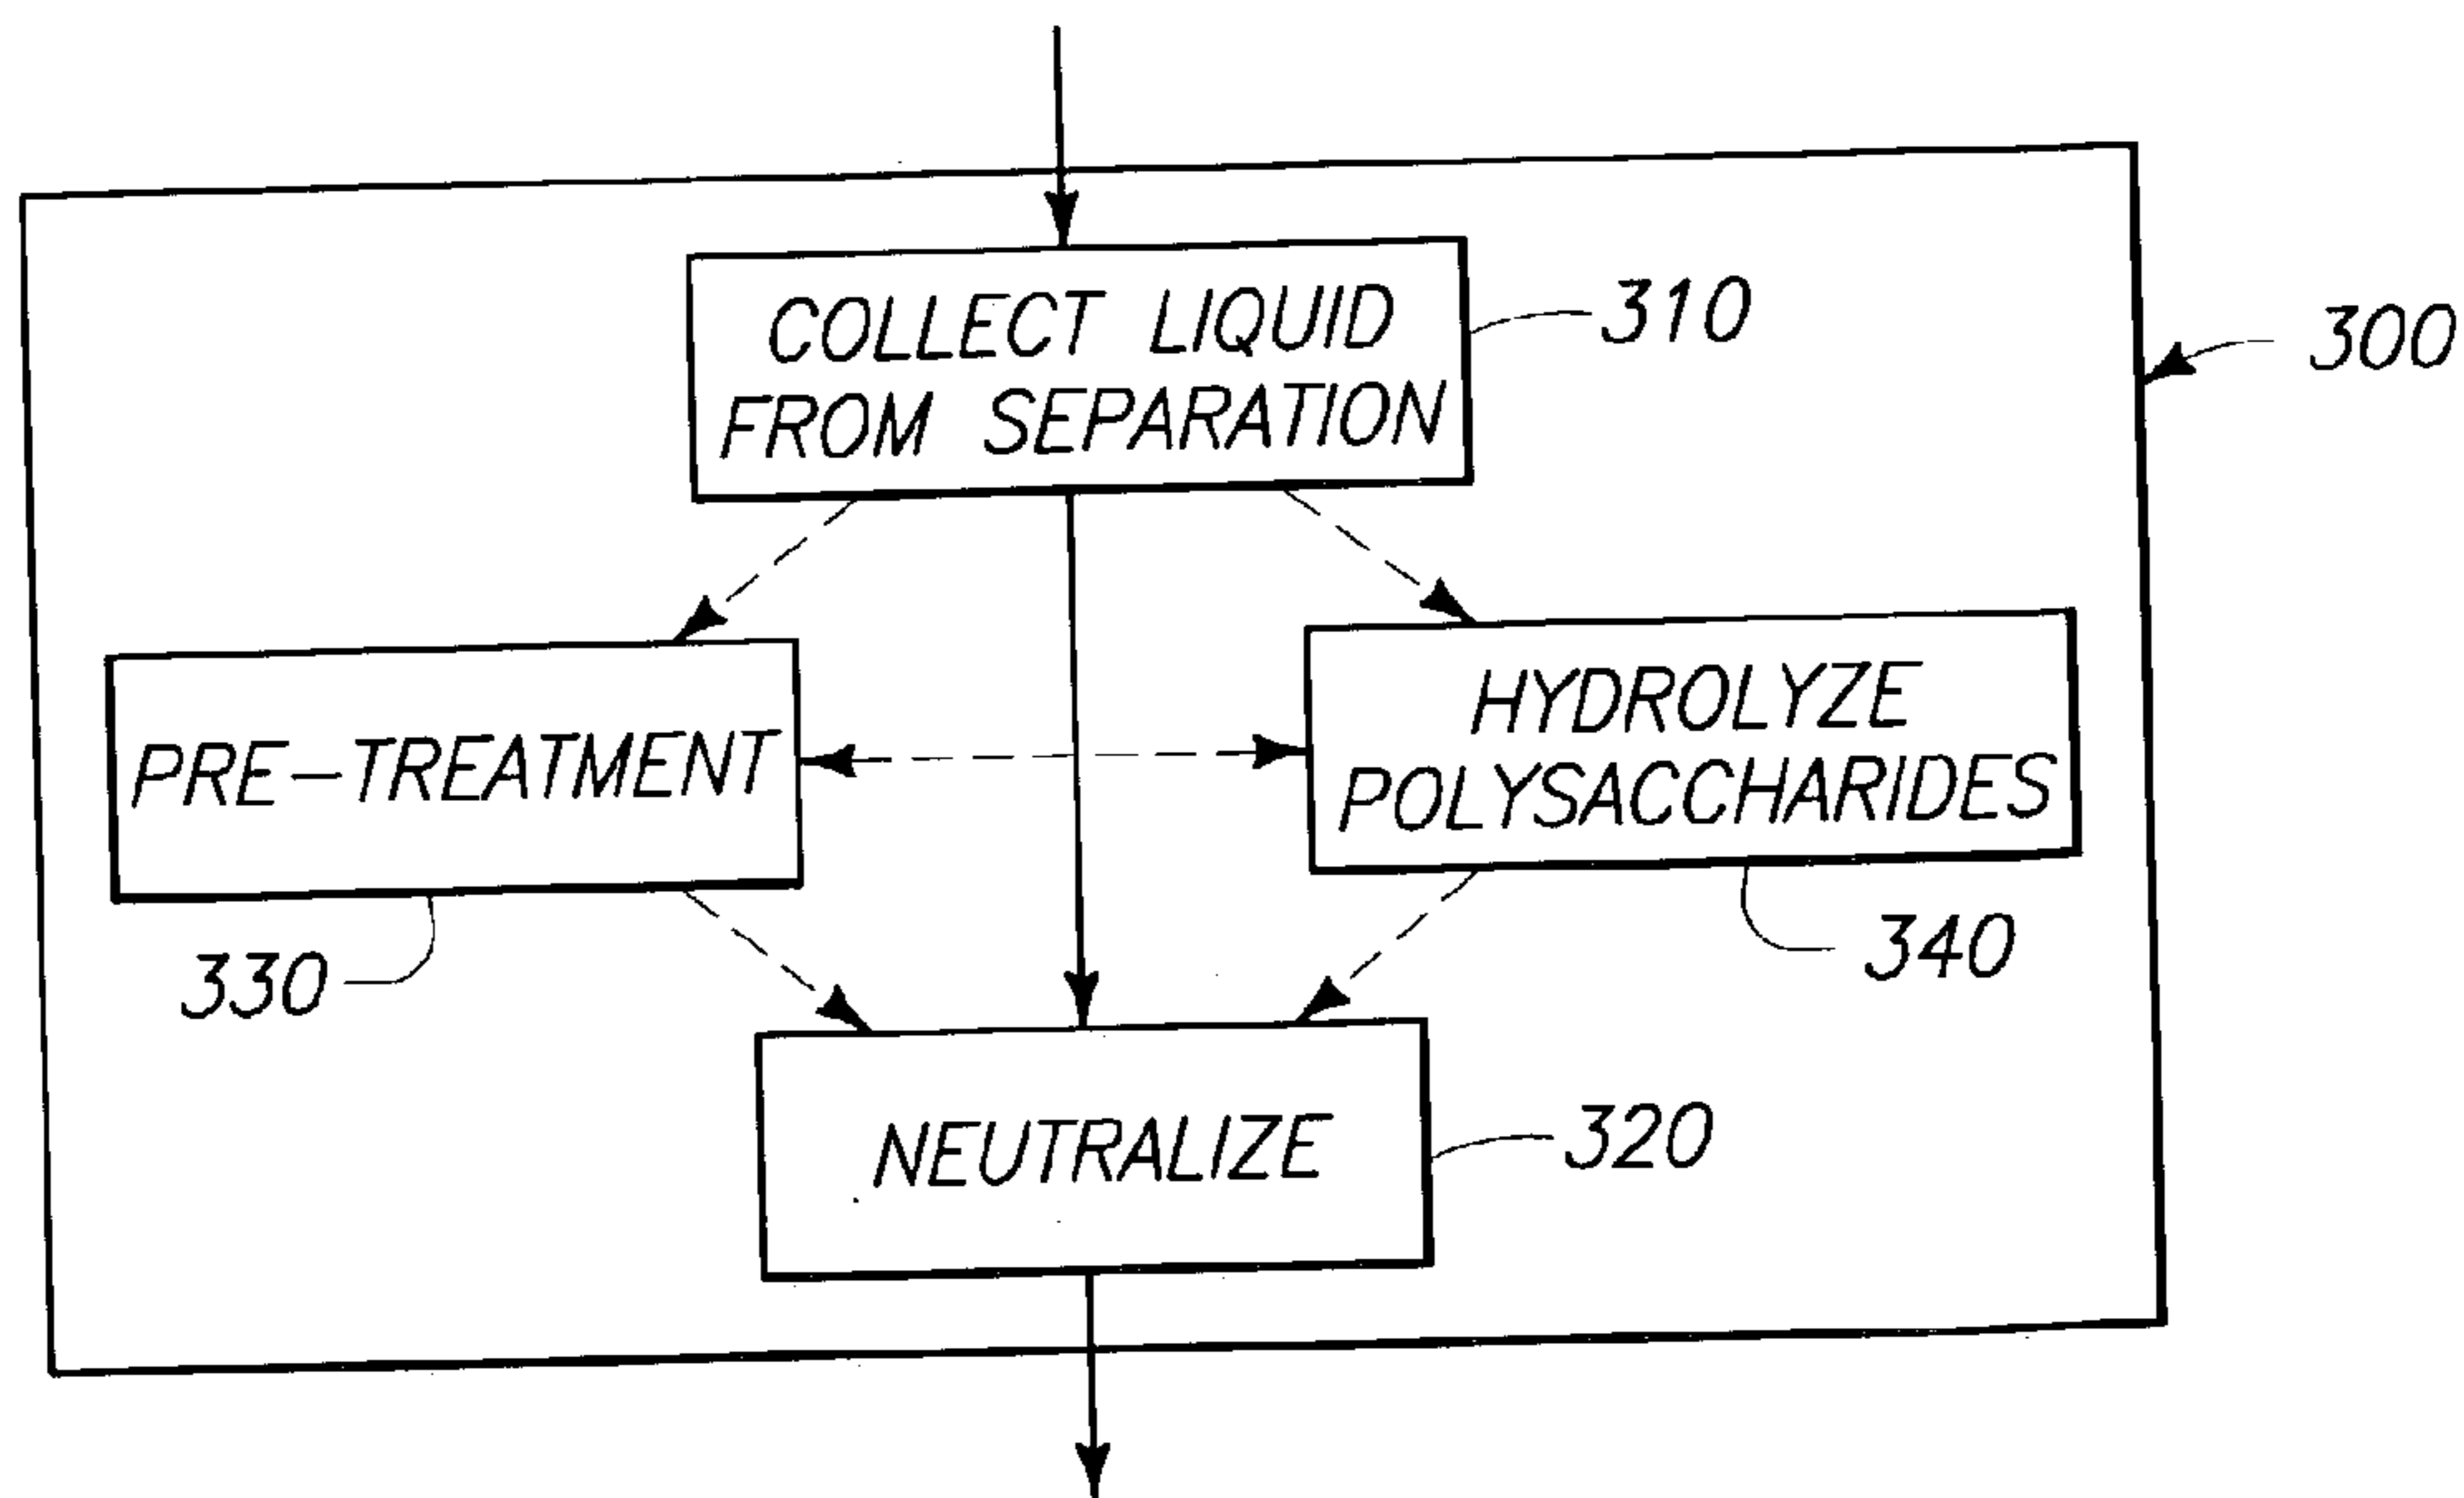 COLLECT LIQUID
FROM SEPARATION
310
300
HYDROLYZE
POLYSACCHARIDES
PRE-TREATMENT
330
340
NEUTRALIZE
320